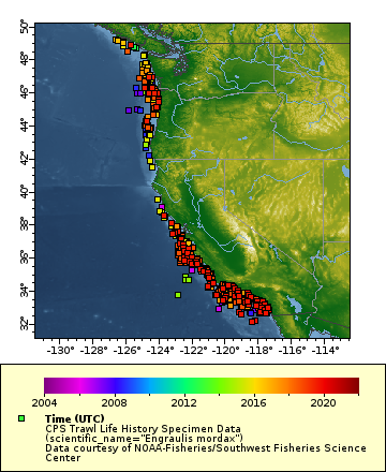 50°
48°
46°
44°
42°
40°
38°
36°
34°
32°
-130° -128° -126° -124° -122° -120° -118° -116° -114°
2004 2008 2012 2016 2020
Time (UTC)
CPS Trawl Life History Specimen Data
(scientific_name="Engraulis mordax")
Data courtesy of NOAA-Fisheries/Southwest Fisheries Science
Center